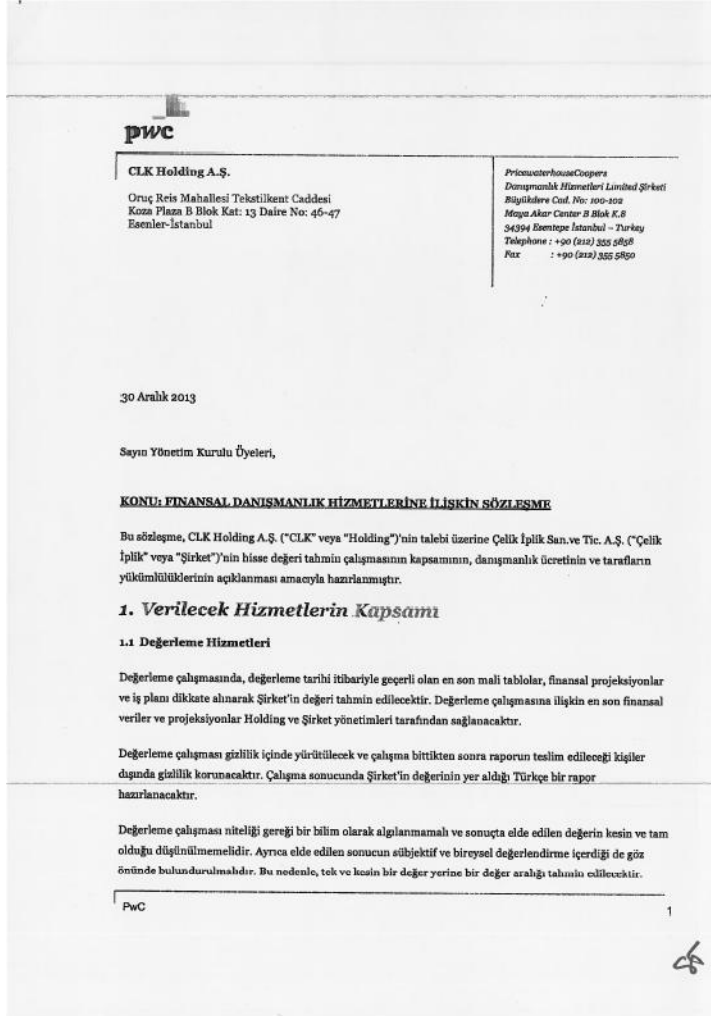 pwc
CLK Holding A.Ş.
Oruç Reis Mahallesi Tekstilkent Caddesi
Koza Plaza B Blok Kat: 13 Daire No: 46-47
Esenler-İstanbul
PricewaterhouseCoopers
Danışmanlık Hizmetleri Limited Şirketi
Büyükdere Cad. No: 100-102
Maya Akar Center B Blok K.8
34394 Esentepe İstanbul – Turkey
Telephone : +90 (212) 355 5858
Fax : +90 (212) 355 5850
30 Aralık 2013
Sayın Yönetim Kurulu Üyeleri,
KONU: FINANSAL DANIŞMANLIK HİZMETLERİNE İLİŞKİN SÖZLEŞME
Bu sözleşme, CLK Holding A.Ş. ("CLK" veya "Holding")'nin talebi üzerine Çelik İplik San.ve Tic. A.Ş. ("Çelik
İplik" veya "Şirket")'nin hisse değeri tahmin çalışmasının kapsamının, danışmanlık ücretinin ve tarafların
yükümlülüklerinin açıklanması amacıyla hazırlanmıştır.
1. Verilecek Hizmetlerin Kapsamı
1.1 Değerleme Hizmetleri
Değerleme çalışmasında, değerleme tarihi itibariyle geçerli olan en son mali tablolar, finansal projeksiyonlar
ve iş planı dikkate alınarak Şirket'in değeri tahmin edilecektir. Değerleme çalışmasına ilişkin en son finansal
veriler ve projeksiyonlar Holding ve Şirket yönetimleri tarafından sağlanacaktır.
Değerleme çalışması gizlilik içinde yürütülecek ve çalışma bittikten sonra raporun teslim edileceği kişiler
dışında gizlilik korunacaktır. Çalışma sonucunda Şirket'in değerinin yer aldığı Türkçe bir rapor
hazırlanacaktır.
Değerleme çalışması niteliği gereği bir bilim olarak algılanmamalı ve sonuçta elde edilen değerin kesin ve tam
olduğu düşünülmemelidir. Ayrıca elde edilen sonucun sübjektif ve bireysel değerlendirme içerdiği de göz
önünde bulundurulmalıdır. Bu nedenle, tek ve kesin bir değer yerine bir değer aralığı tahmin edilecektir.
PwC
1